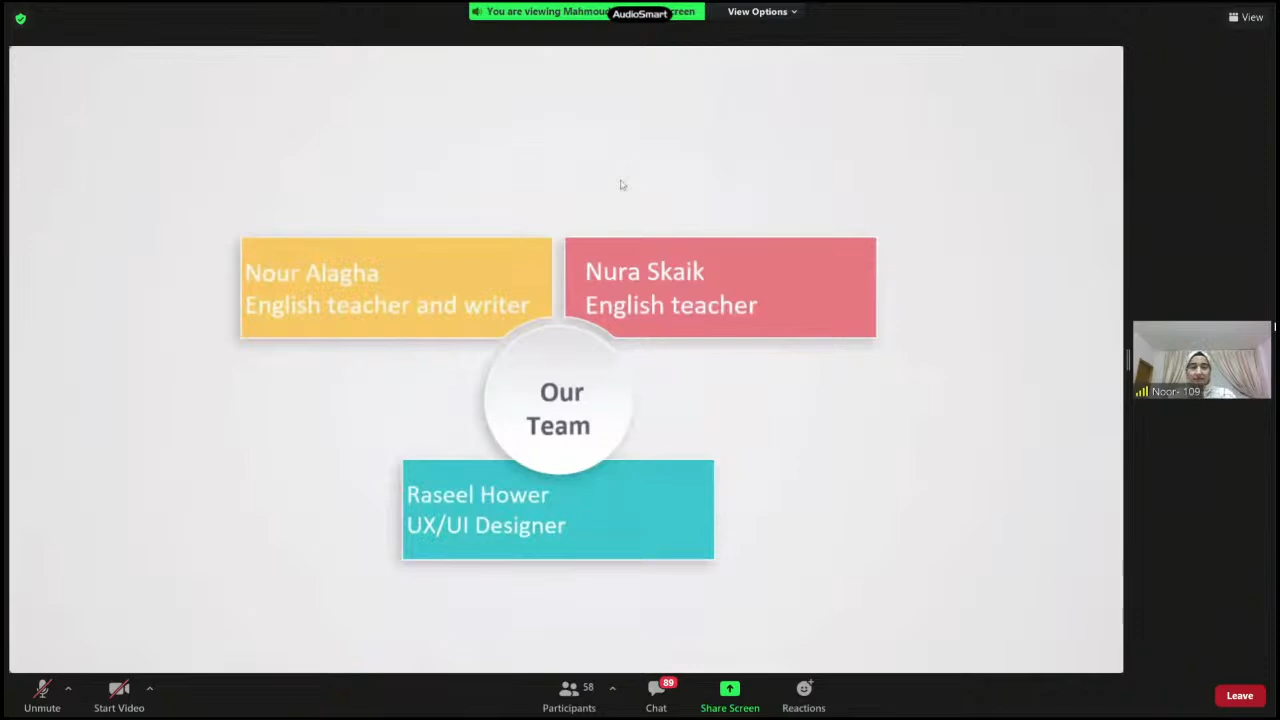 You are viewing Mahmoud
AudioSmart
screen
View Options
View
Nour Alagha
English teacher and writer
Nura Skaik
English teacher
Our
Team
Raseel Hower
UX/UI Designer
Noor- 109
Unmute
Start Video
58
Participants
89
Chat
Share Screen
Reactions
Leave